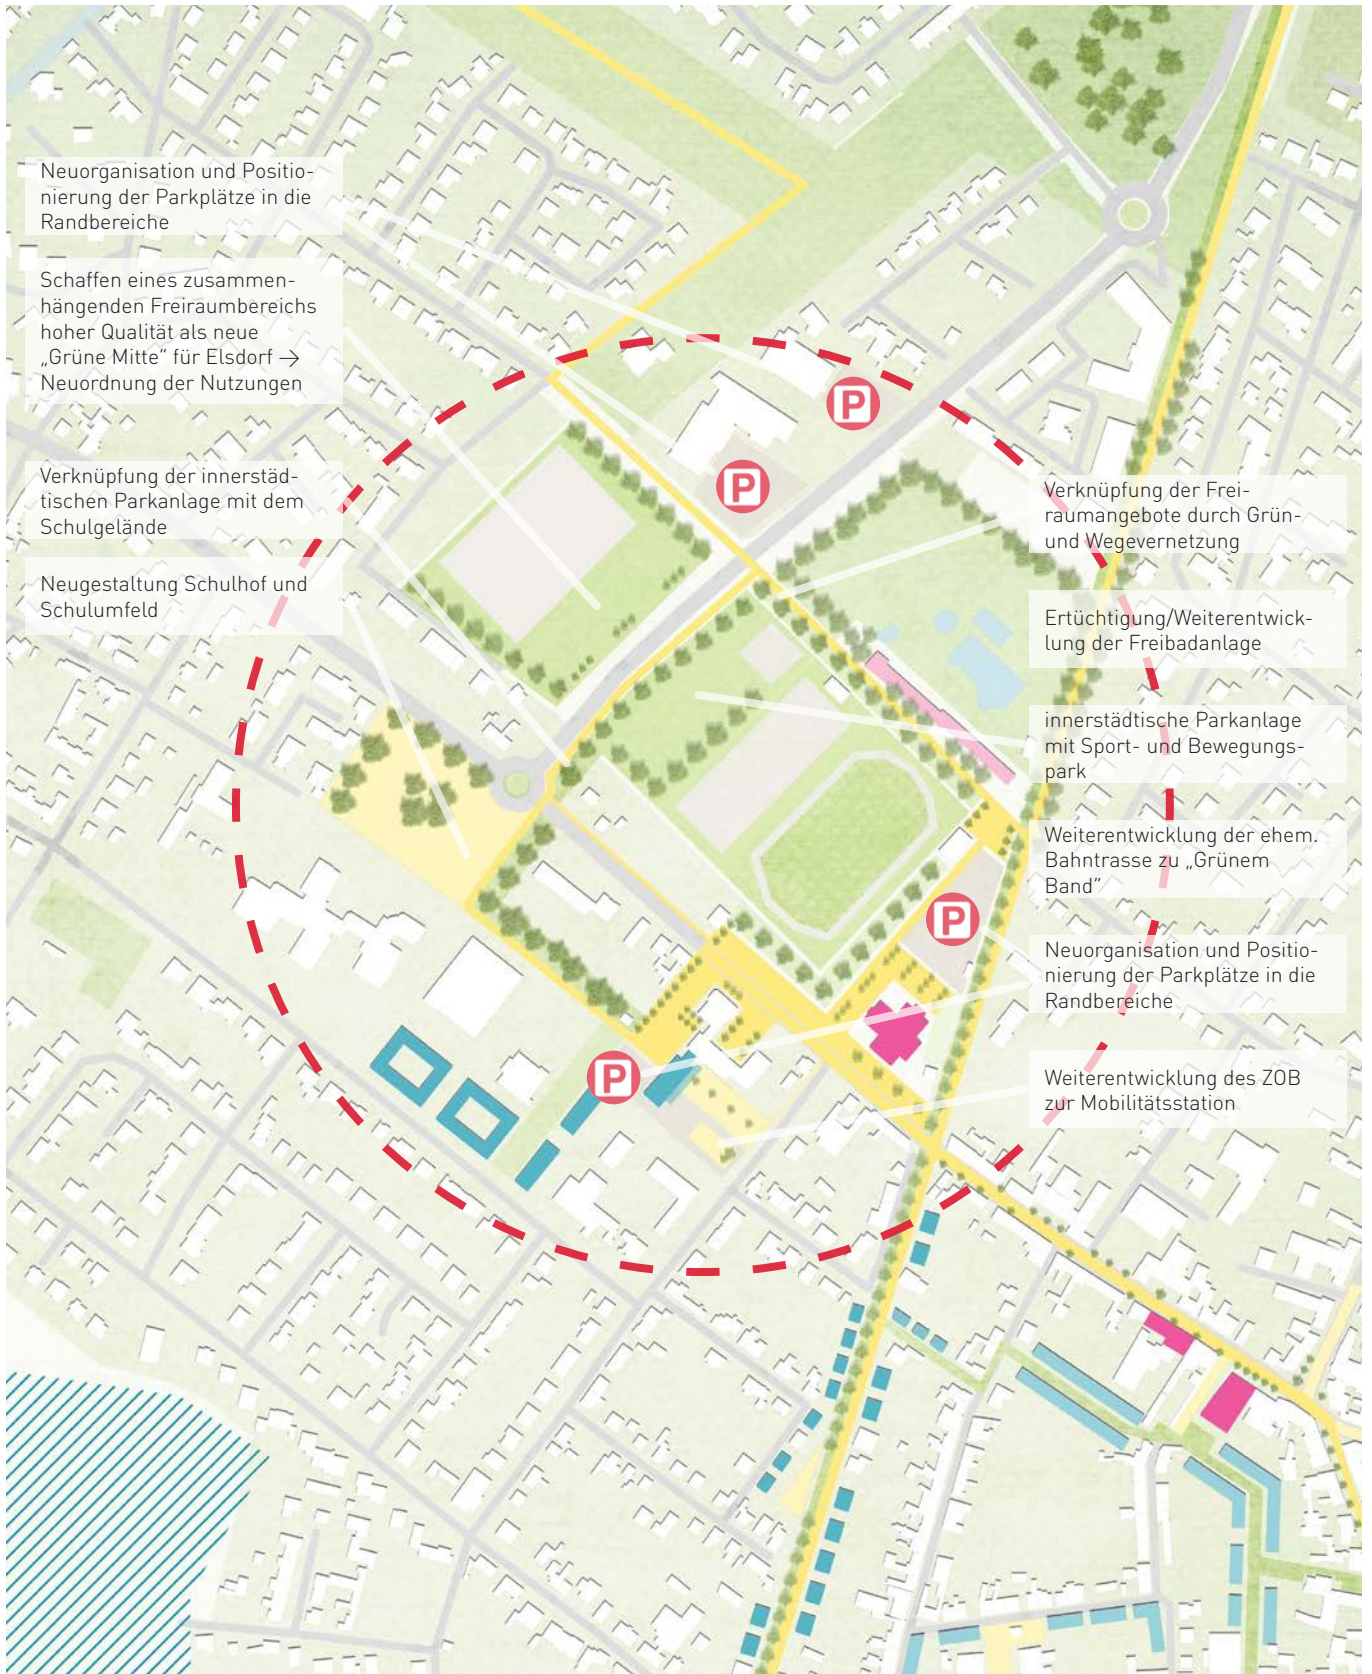 Neuorganisation und Positio-
nierung der Parkplätze in die
Randbereiche
Schaffen eines zusammen-
hängenden Freiraumbereichs
hoher Qualität als neue
„Grüne Mitte“ für Elsdorf →
Neuordnung der Nutzungen
Verknüpfung der innerstäd-
tischen Parkanlage mit dem
Schulgelände
Neugestaltung Schulhof und
Schulumfeld
P
P
P
P
Verknüpfung der Frei-
raumangebote durch Grün-
und Wegevernetzung
Ertüchtigung/Weiterentwick-
lung der Freibadanlage
innerstädtische Parkanlage
mit Sport- und Bewegungs-
park
Weiterentwicklung der ehem.
Bahntrasse zu „Grünem
Band“
Neuorganisation und Positio-
nierung der Parkplätze in die
Randbereiche
Weiterentwicklung des ZOB
zur Mobilitätsstation